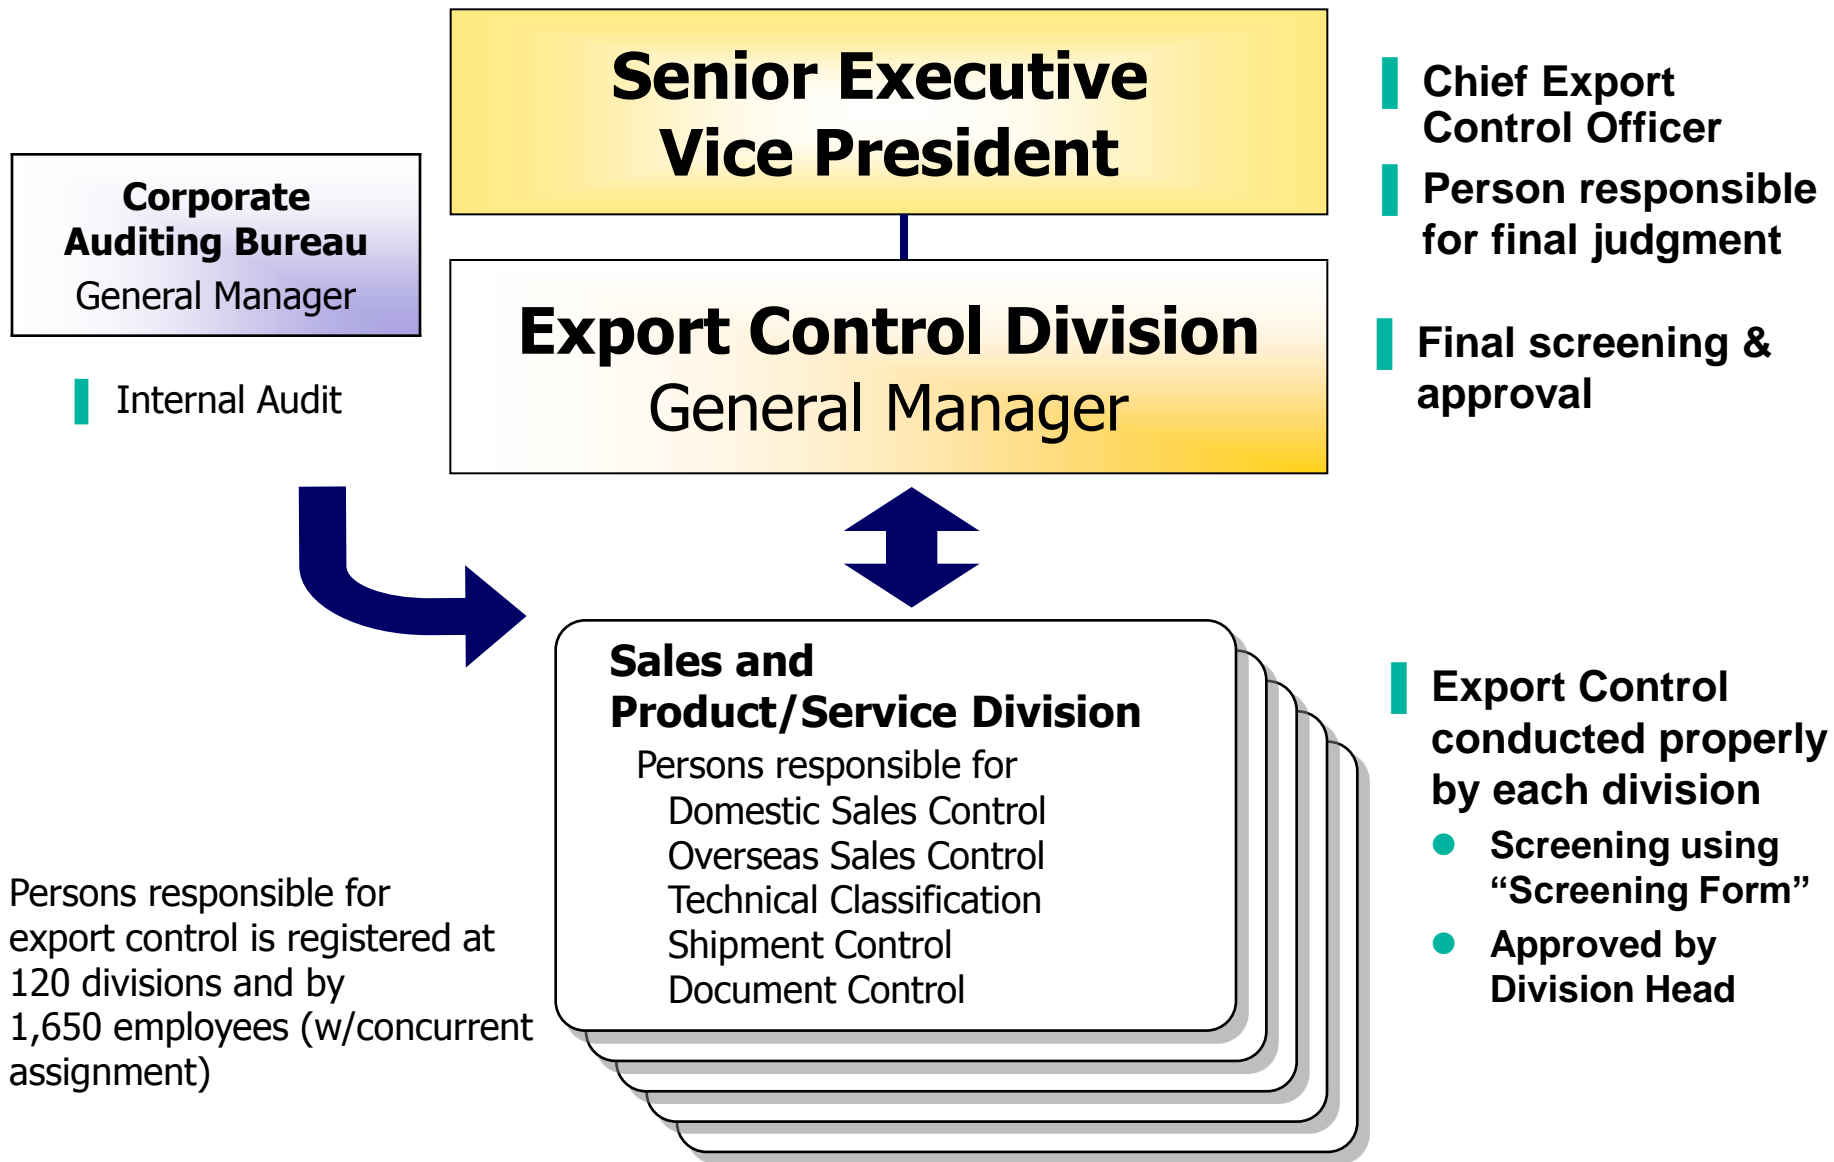 Senior Executive
Vice President
Chief Export
Control Officer
Person responsible
for final judgment
Corporate
Auditing Bureau
General Manager
Internal Audit
Export Control Division
General Manager
Final screening &
approval
Sales and
Product/Service Division
Persons responsible for
Domestic Sales Control
Overseas Sales Control
Technical Classification
Shipment Control
Document Control
Export Control
conducted properly
by each division
Screening using
“Screening Form”
Approved by
Division Head
Persons responsible for
export control is registered at
120 divisions and by
1,650 employees (w/concurrent
assignment)